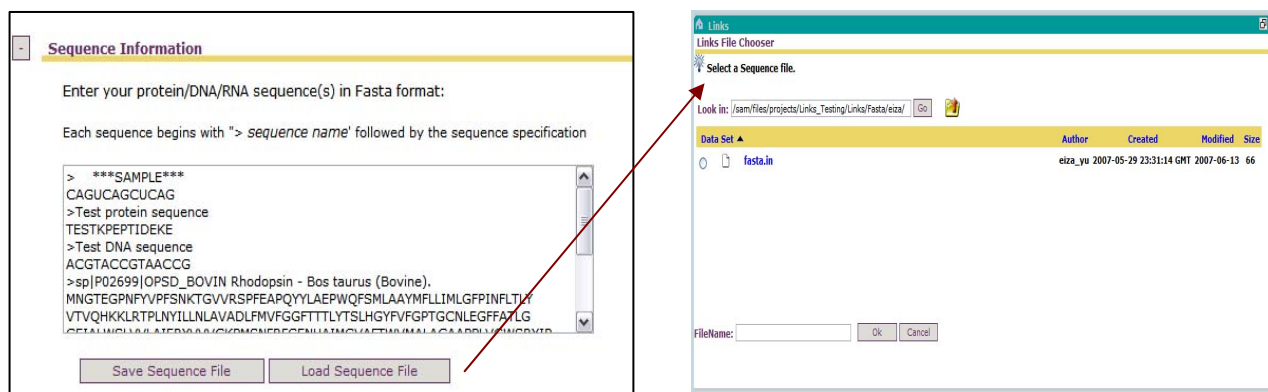 -
Sequence Information
Enter your protein/DNA/RNA sequence(s) in Fasta format:
Each sequence begins with "> sequence name' followed by the sequence specification
> ***SAMPLE***
CAGUCAGCUCAG
>Test protein sequence
TESTKPEPTIDEKE
>Test DNA sequence
ACGTACCGTAACCG
>sp|P02699|OPSD_BOVIN Rhodopsin - Bos taurus (Bovine).
MNGTEGPNFYVPFSNKTGVVRSPFEAPQYYLAEPWQFSMLAAYMFLLIMLGFPINFLTLY
VTVQHKKLRTPLNYILLNLAVADLFMVFGGFTTTLYTSLHGYFVFGPTGCNLEGFFATLG
Save Sequence File Load Sequence File
Links
Links File Chooser
Select a Sequence file.
Look in: /sam/files/projects/Links_Testing/Links/Fasta/eiza/ Go
Data Set Author Created Modified Size
fasta.in eiza_yu 2007-05-29 23:31:14 GMT 2007-06-13 66
FileName: Ok Cancel